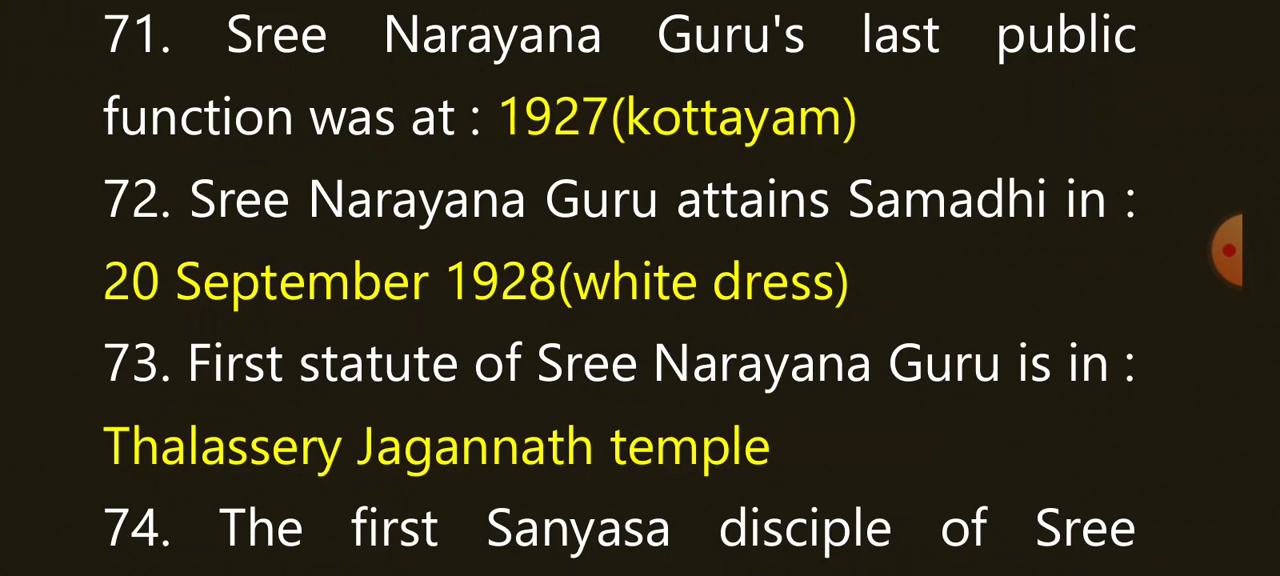 71. Sree Narayana Guru's last public
function was at : 1927(kottayam)
72. Sree Narayana Guru attains Samadhi in :
20 September 1928(white dress)
73. First statute of Sree Narayana Guru is in :
Thalassery Jagannath temple
74. The first Sanyasa disciple of Sree